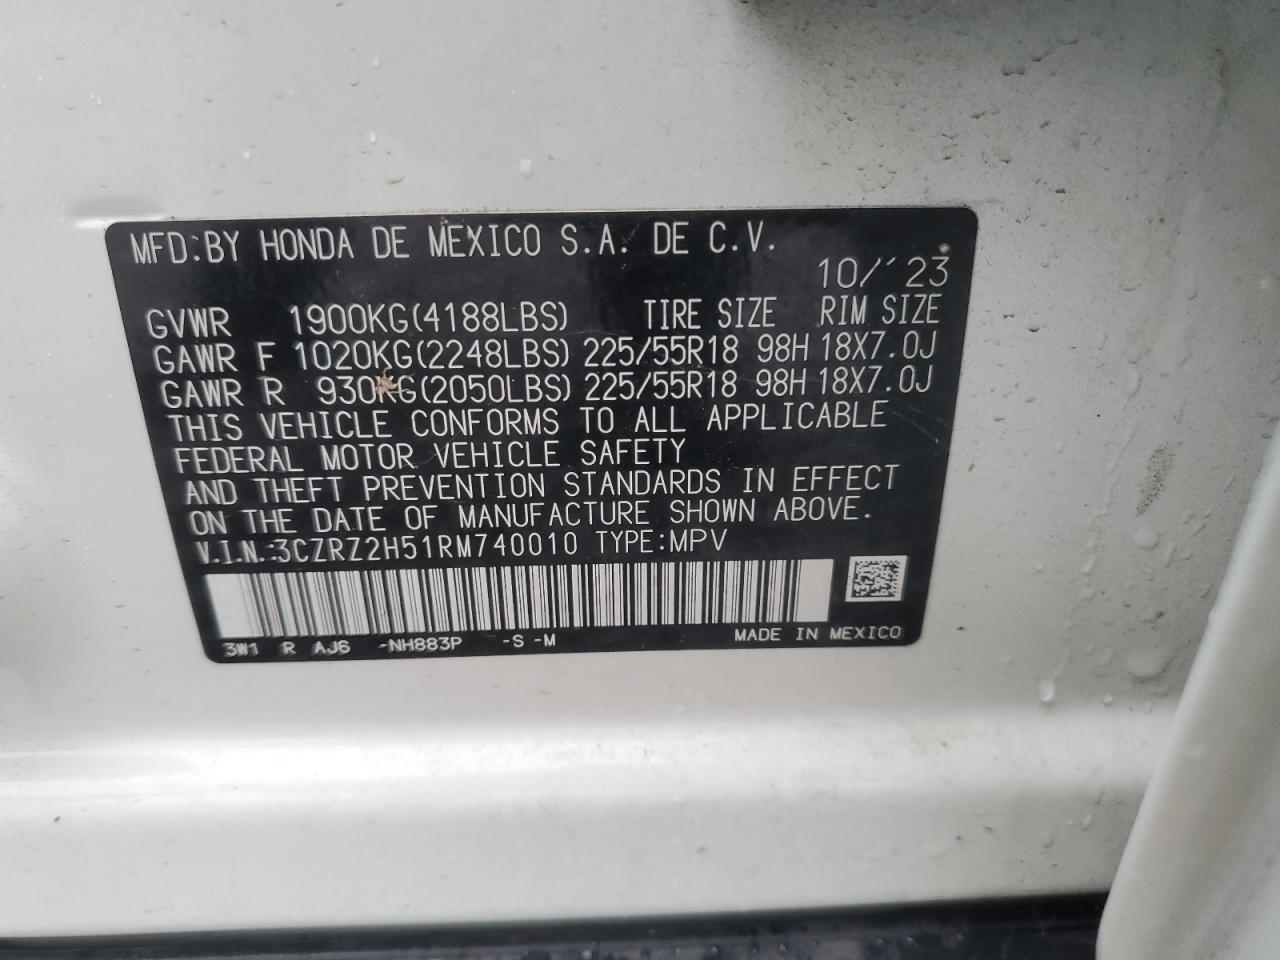 MFD.BY HONDA DE MEXICO S.A. DE C.V.
10/'23
GVWR 1900KG(4188LBS) TIRE SIZE RIM SIZE
GAWR F 1020KG(2248LBS) 225/55R18 98H 18X7.0J
GAWR R 930KG(2050LBS) 225/55R18 98H 18X7.0J
THIS VEHICLE CONFORMS TO ALL APPLICABLE
FEDERAL MOTOR VEHICLE SAFETY
AND THEFT PREVENTION STANDARDS IN EFFECT
ON THE DATE OF MANUFACTURE SHOWN ABOVE.
V.I.N.:3CZRZ2H51RM740010 TYPE:MPV
3W1 R AJ6 -NH883P -S -M MADE IN MEXICO